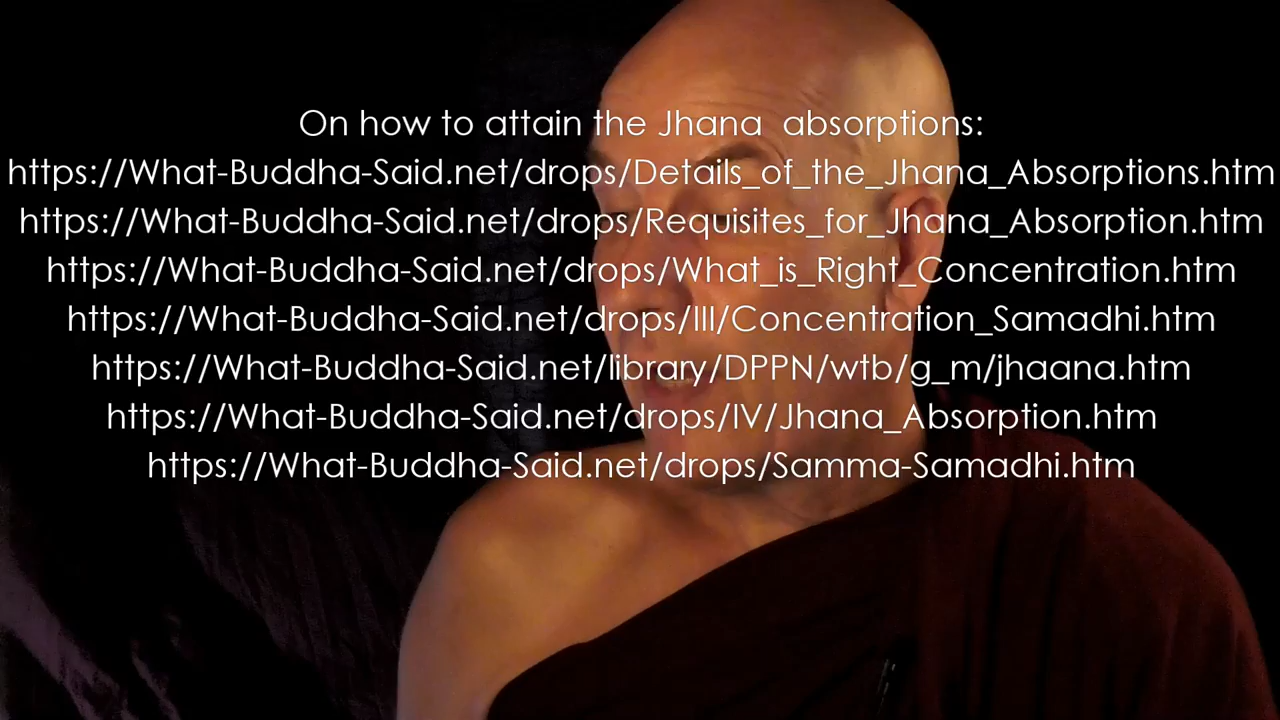 On how to attain the Jhana  absorptions:
https://What-Buddha-Said.net/drops/Details_of_the_Jhana_Absorptions.htm
https://What-Buddha-Said.net/drops/Requisites_for_Jhana_Absorption.htm
https://What-Buddha-Said.net/drops/What_is_Right_Concentration.htm
https://What-Buddha-Said.net/drops/III/Concentration_Samadhi.htm
https://What-Buddha-Said.net/library/DPPN/wtb/g_m/jhaana.htm
https://What-Buddha-Said.net/drops/IV/Jhana_Absorption.htm
https://What-Buddha-Said.net/drops/Samma-Samadhi.htm